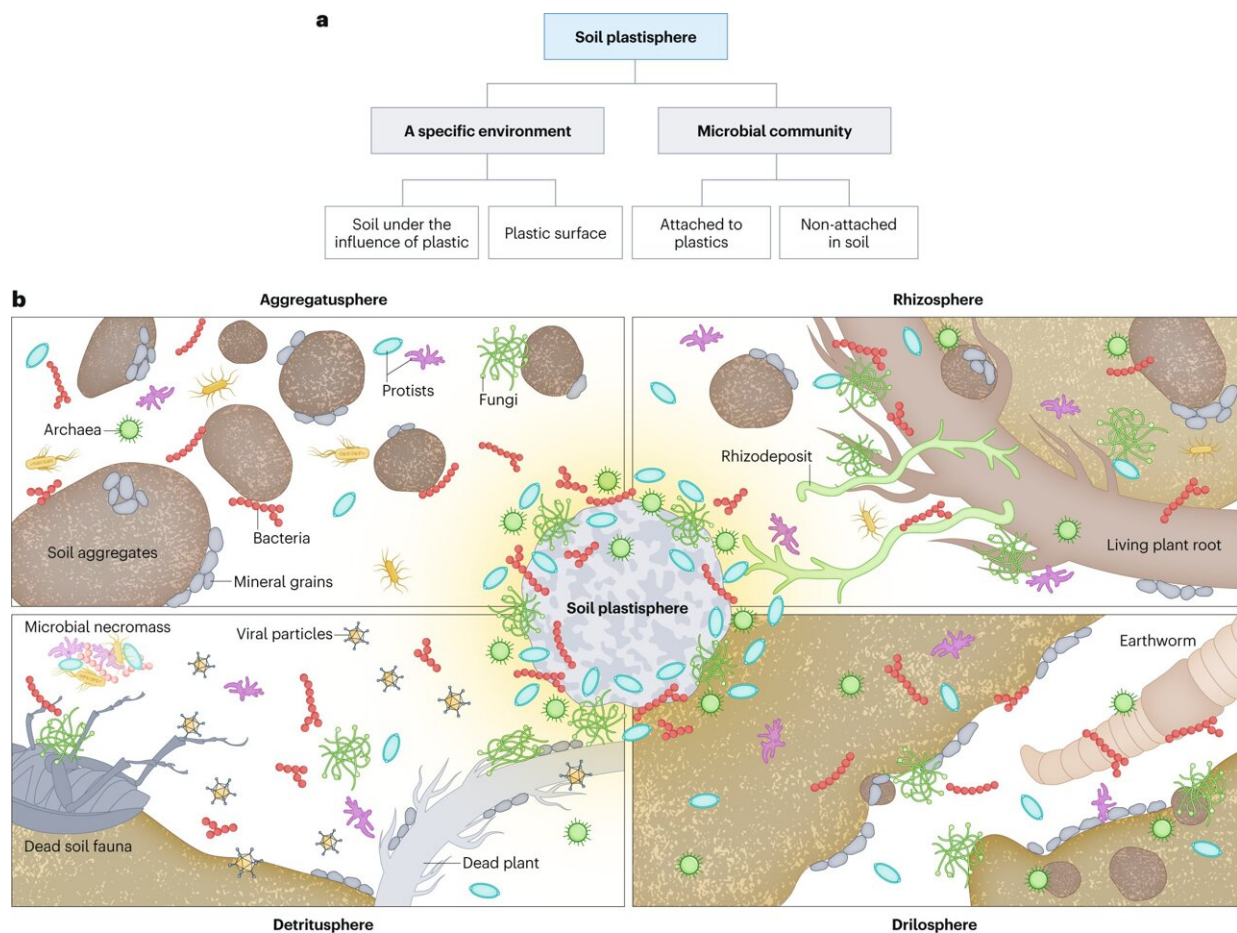 a
Soil plastisphere
A specific environment
Microbial community
Soil under the
influence of plastic
Plastic surface
Attached to
plastics
Non-attached
in soil
b
Aggregatusphere
Rhizosphere
Protists
Fungi
Archaea
Rhizodeposit
Bacteria
Soil aggregates
Living plant root
Mineral grains
Soil plastisphere
Microbial necromass
Viral particles
Earthworm
Dead soil fauna
Dead plant
Detritusphere
Drilosphere